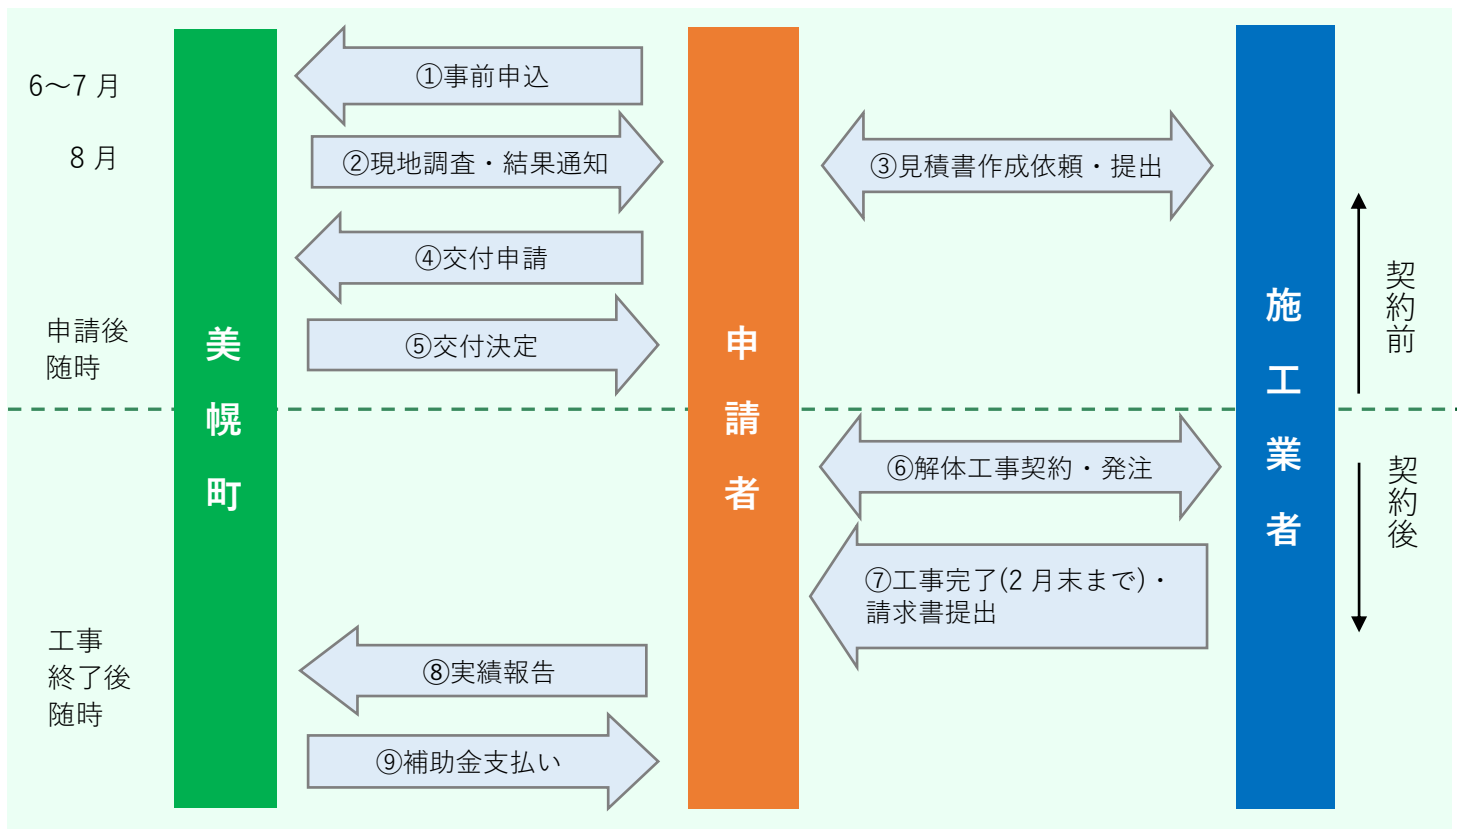 6～7 月
①事前申込
8 月
②現地調査・結果通知
③見積書作成依頼・提出
④交付申請
申請後
随時
⑤交付決定
美幌町
申請者
施工業者
契約前
⑥解体工事契約・発注
契約後
⑦工事完了(2 月末まで)・
請求書提出
工事
終了後
随時
⑧実績報告
⑨補助金支払い